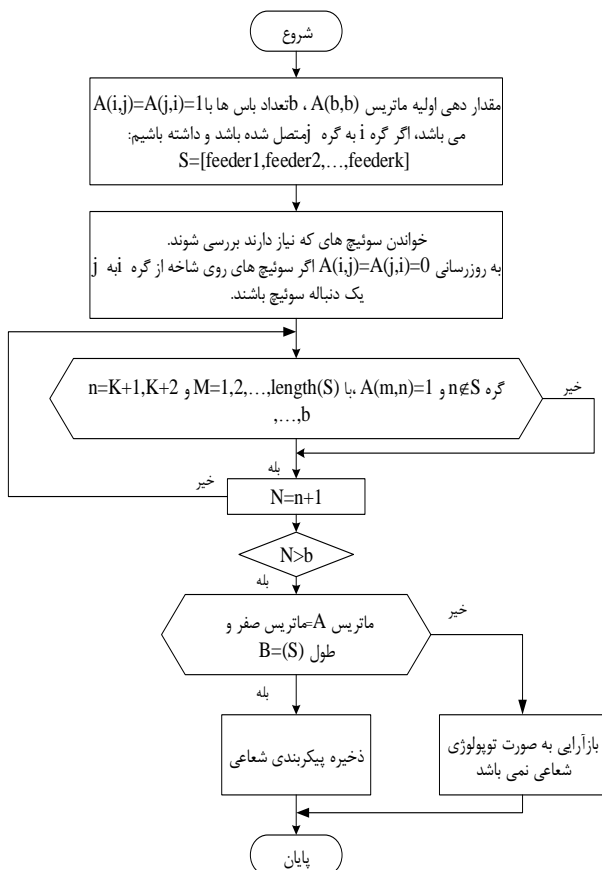 شروع
مقدار دهی اولیه ماتریس A(b,b) ، bتعداد باس ها با A(i,j)=A(j,i)=1
می باشد، اگر گره i به گره jمتصل شده باشد و داشته باشیم:
S=[feeder1,feeder2,…,feederk]
خواندن سوئیچ های که نیاز دارند بررسی شوند.
به روزرسانی A(i,j)=A(j,i)=0 اگر سوئیچ های روی شاخه از گره iبه j
یک دنباله سوئیچ باشند.
گره n∉S و A(m,n)=1 ،با M=1,2,…,length(S) و n=K+1,K+2
,…,b
خیر
بله
خیر
N=n+1
N>b
بله
ماتریس A=ماتریس صفر و
طول B=(S)
خیر
بله
ذخیره پیکربندی شعاعی
بازآرایی به صورت توپولوژی
شعاعی نمی باشد
پایان